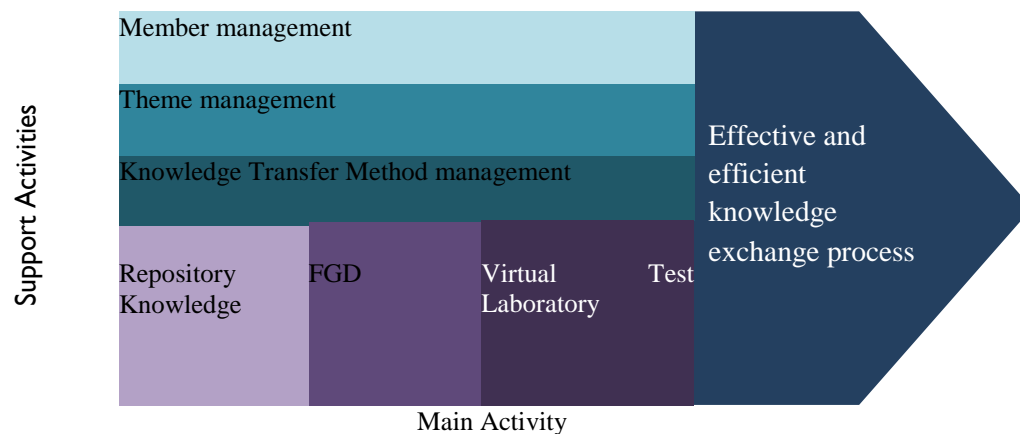 Support Activities
Member management
Theme management
Knowledge Transfer Method management
Repository
Knowledge
FGD
Virtual Test
Laboratory
Effective and
efficient
knowledge
exchange process
Main Activity